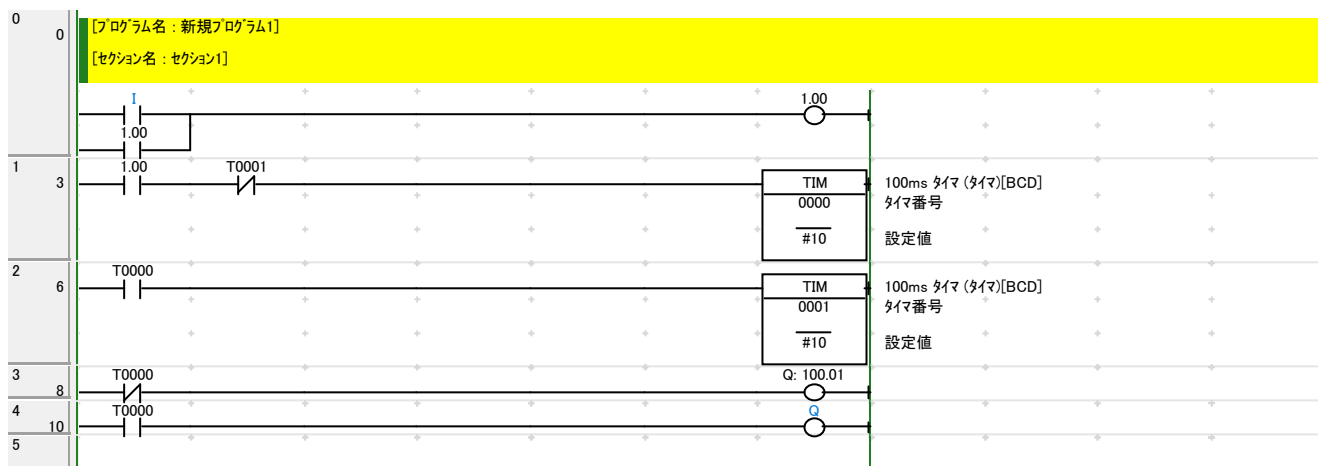 0
0
[プログラム名 : 新規プログラム1]
[セクション名 : セクション1]
I
1.00
1.00
1
3
1.00
T0001
TIM
100ms タイマ (タイマ)[BCD]
0000
タイマ番号
#10
設定値
2
6
T0000
TIM
100ms タイマ (タイマ)[BCD]
0001
タイマ番号
#10
設定値
3
8
T0000
Q: 100.01
4
10
T0000
Q
5